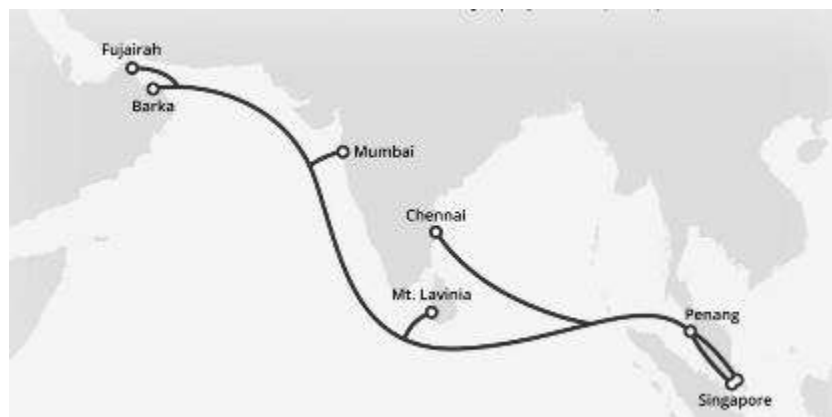 Fujairah
Barka
Mumbai
Chennai
Mt. Lavinia
Penang
Singapore